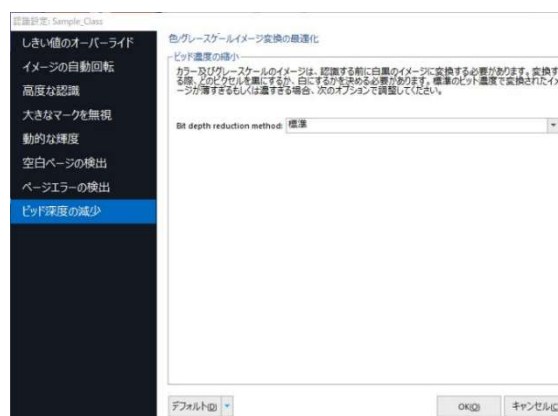 認識設定: Sample_Class
しきい値のオーバーライド
イメージの自動回転
高度な認識
大きなマークを無視
動的な輝度
空白ページの検出
ページエラーの検出
ビッド深度の減少
色/グレースケールイメージ変換の最適化
ビッド濃度の縮小
カラー及びグレースケールのイメージは、認識する前に白黒のイメージに変換する必要があります。変換す
る際、どのピクセルを黒にするか、白にするかを決める必要があります。標準のビット濃度で変換されたイメ
ージが薄すぎるもしくは濃すぎる場合、次のオプションで調整してください。
Bit depth reduction method: 標準
デフォルト(D)
OK(O)
キャンセル(C